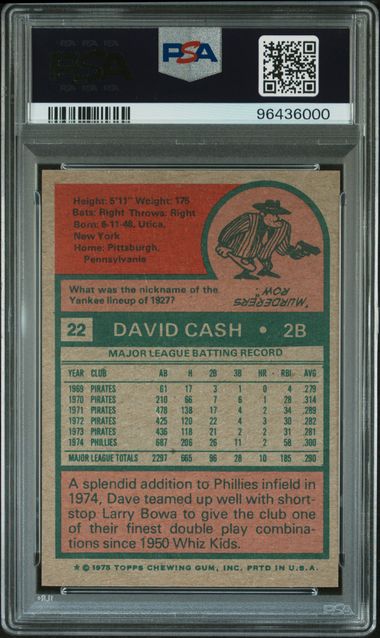 PSA
96436000
Height: 5'11" Weight: 175
Bats: Right Throws: Right
Born: 6-11-48, Utica,
New York
Home: Pittsburgh,
Pennsylvania
"MURDERERS
ROW"
What was the nickname of the
Yankee lineup of 1927?
22 DAVID CASH • 2B
MAJOR LEAGUE BATTING RECORD
YEAR CLUB AB H 2B 3B HR RBI AVG
1969 PIRATES 61 17 3 1 0 4 .279
1970 PIRATES 210 66 7 6 1 28 .314
1971 PIRATES 478 138 17 4 2 34 .289
1972 PIRATES 425 120 22 4 3 30 .282
1973 PIRATES 436 118 21 2 2 31 .271
1974 PHILLIES 687 206 26 11 2 58 .300
MAJOR LEAGUE TOTALS 2297 665 96 28 10 185 .290
A splendid addition to Phillies infield in
1974, Dave teamed up well with short-
stop Larry Bowa to give the club one
of their finest double play combina-
tions since 1950 Whiz Kids.
* © 1975 TOPPS CHEWING GUM, INC. PRTD IN U.S.A.